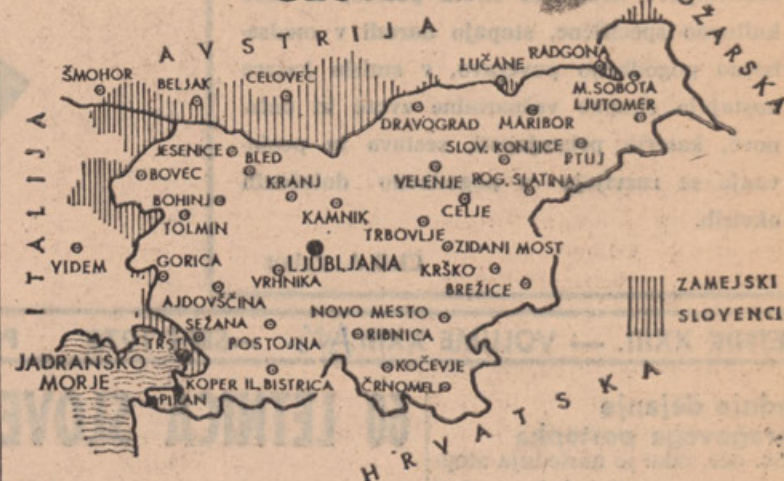 AVSTRIJA
RADGONA
LUČANE
ŠMOHOR
BELJAK
CELOVEC
M. SOBOTA
LJUTOMER
DRAVOGRAD
MARIBOR
JESENICE
BLED
SLOV. KONJICE
PTUJ
BOVEC
KRANJ
VELENJE
ROG. SLATINA
BOHINJ
TOLMIN
KAMNIK
CELJE
TRBOVLJE
ITALIJA
VIDEM
GORICA
LJUBLJANA
ZIDANI MOST
VRHNIKA
KRŠKO
BREŽICE
ZAMEJSKI
SLOVENCI
AJDOVŠČINA
NOVO MESTO
SEŽANA
RIBNICA
TRST
POSTOJNA
JADRANSKO
MORJE
KOČEVJE
KOPER
IL. BISTRICA
ČRNOMELJ
PIRAN
HRVATSKA